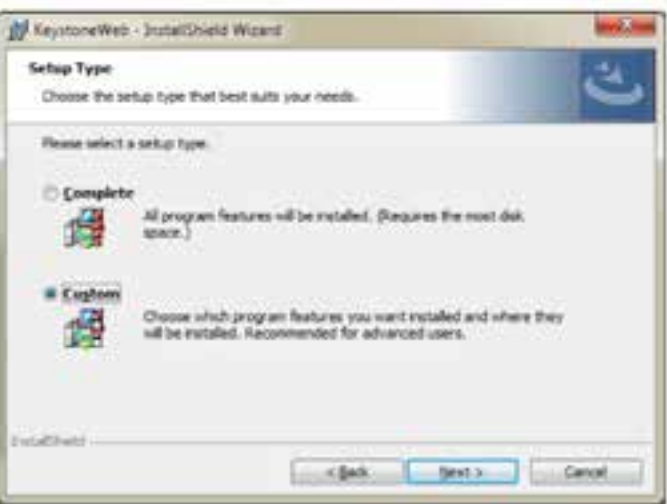 KeystoneWeb - InstallShield Wizard
Setup Type
Choose the setup type that best suits your needs.
Please select a setup type.
Complete
All program features will be installed. (Requires the most disk
space.)
Custom
Choose which program features you want installed and where they
will be installed. Recommended for advanced users.
InstallShield
< Back
Next >
Cancel